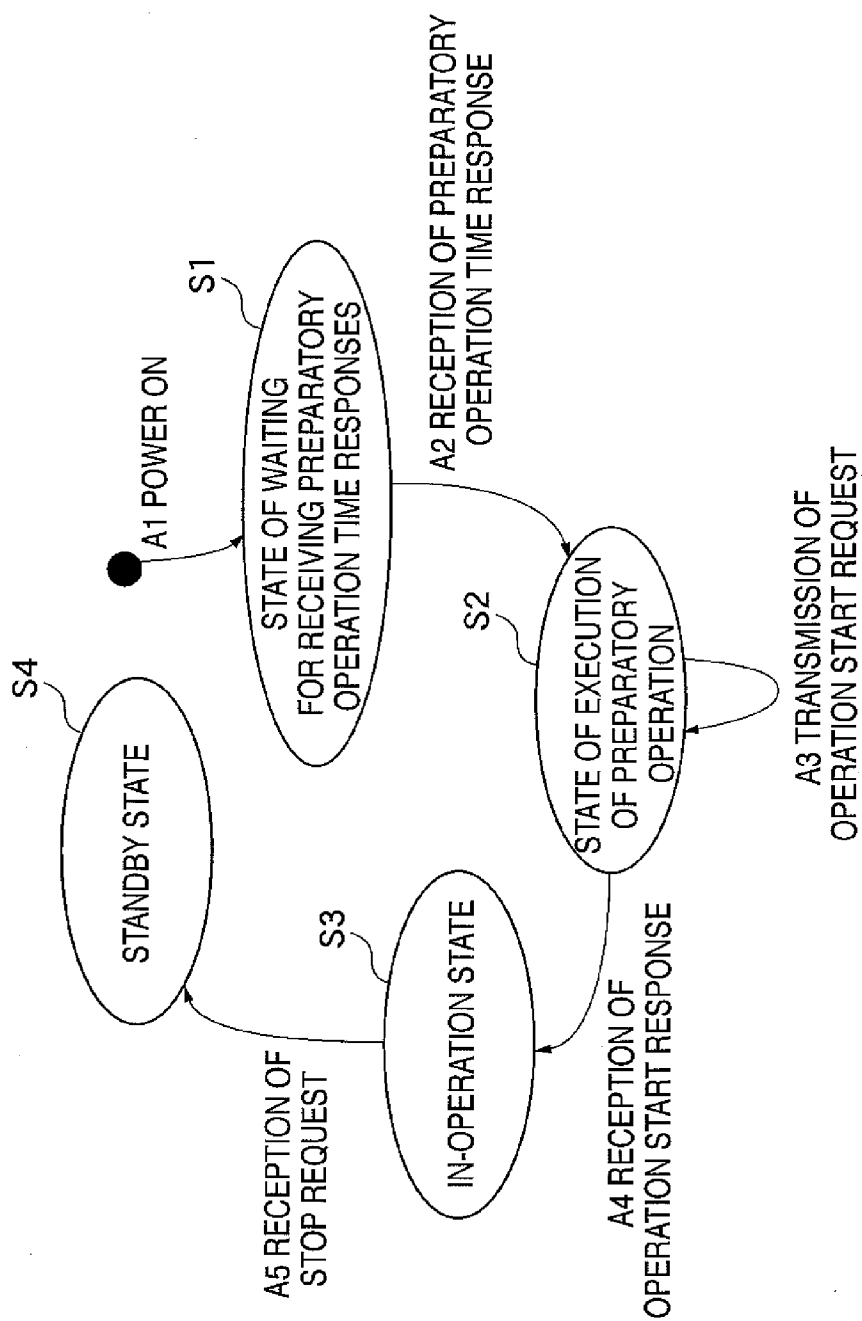 A1 POWER ON
S1
STATE OF WAITING
FOR RECEIVING PREPARATORY
OPERATION TIME RESPONSES
A2 RECEPTION OF PREPARATORY
OPERATION TIME RESPONSE
S2
STATE OF EXECUTION
OF PREPARATORY
OPERATION
A3 TRANSMISSION OF
OPERATION START REQUEST
A4 RECEPTION OF
OPERATION START RESPONSE
S3
IN-OPERATION STATE
A5 RECEPTION OF
STOP REQUEST
S4
STANDBY STATE